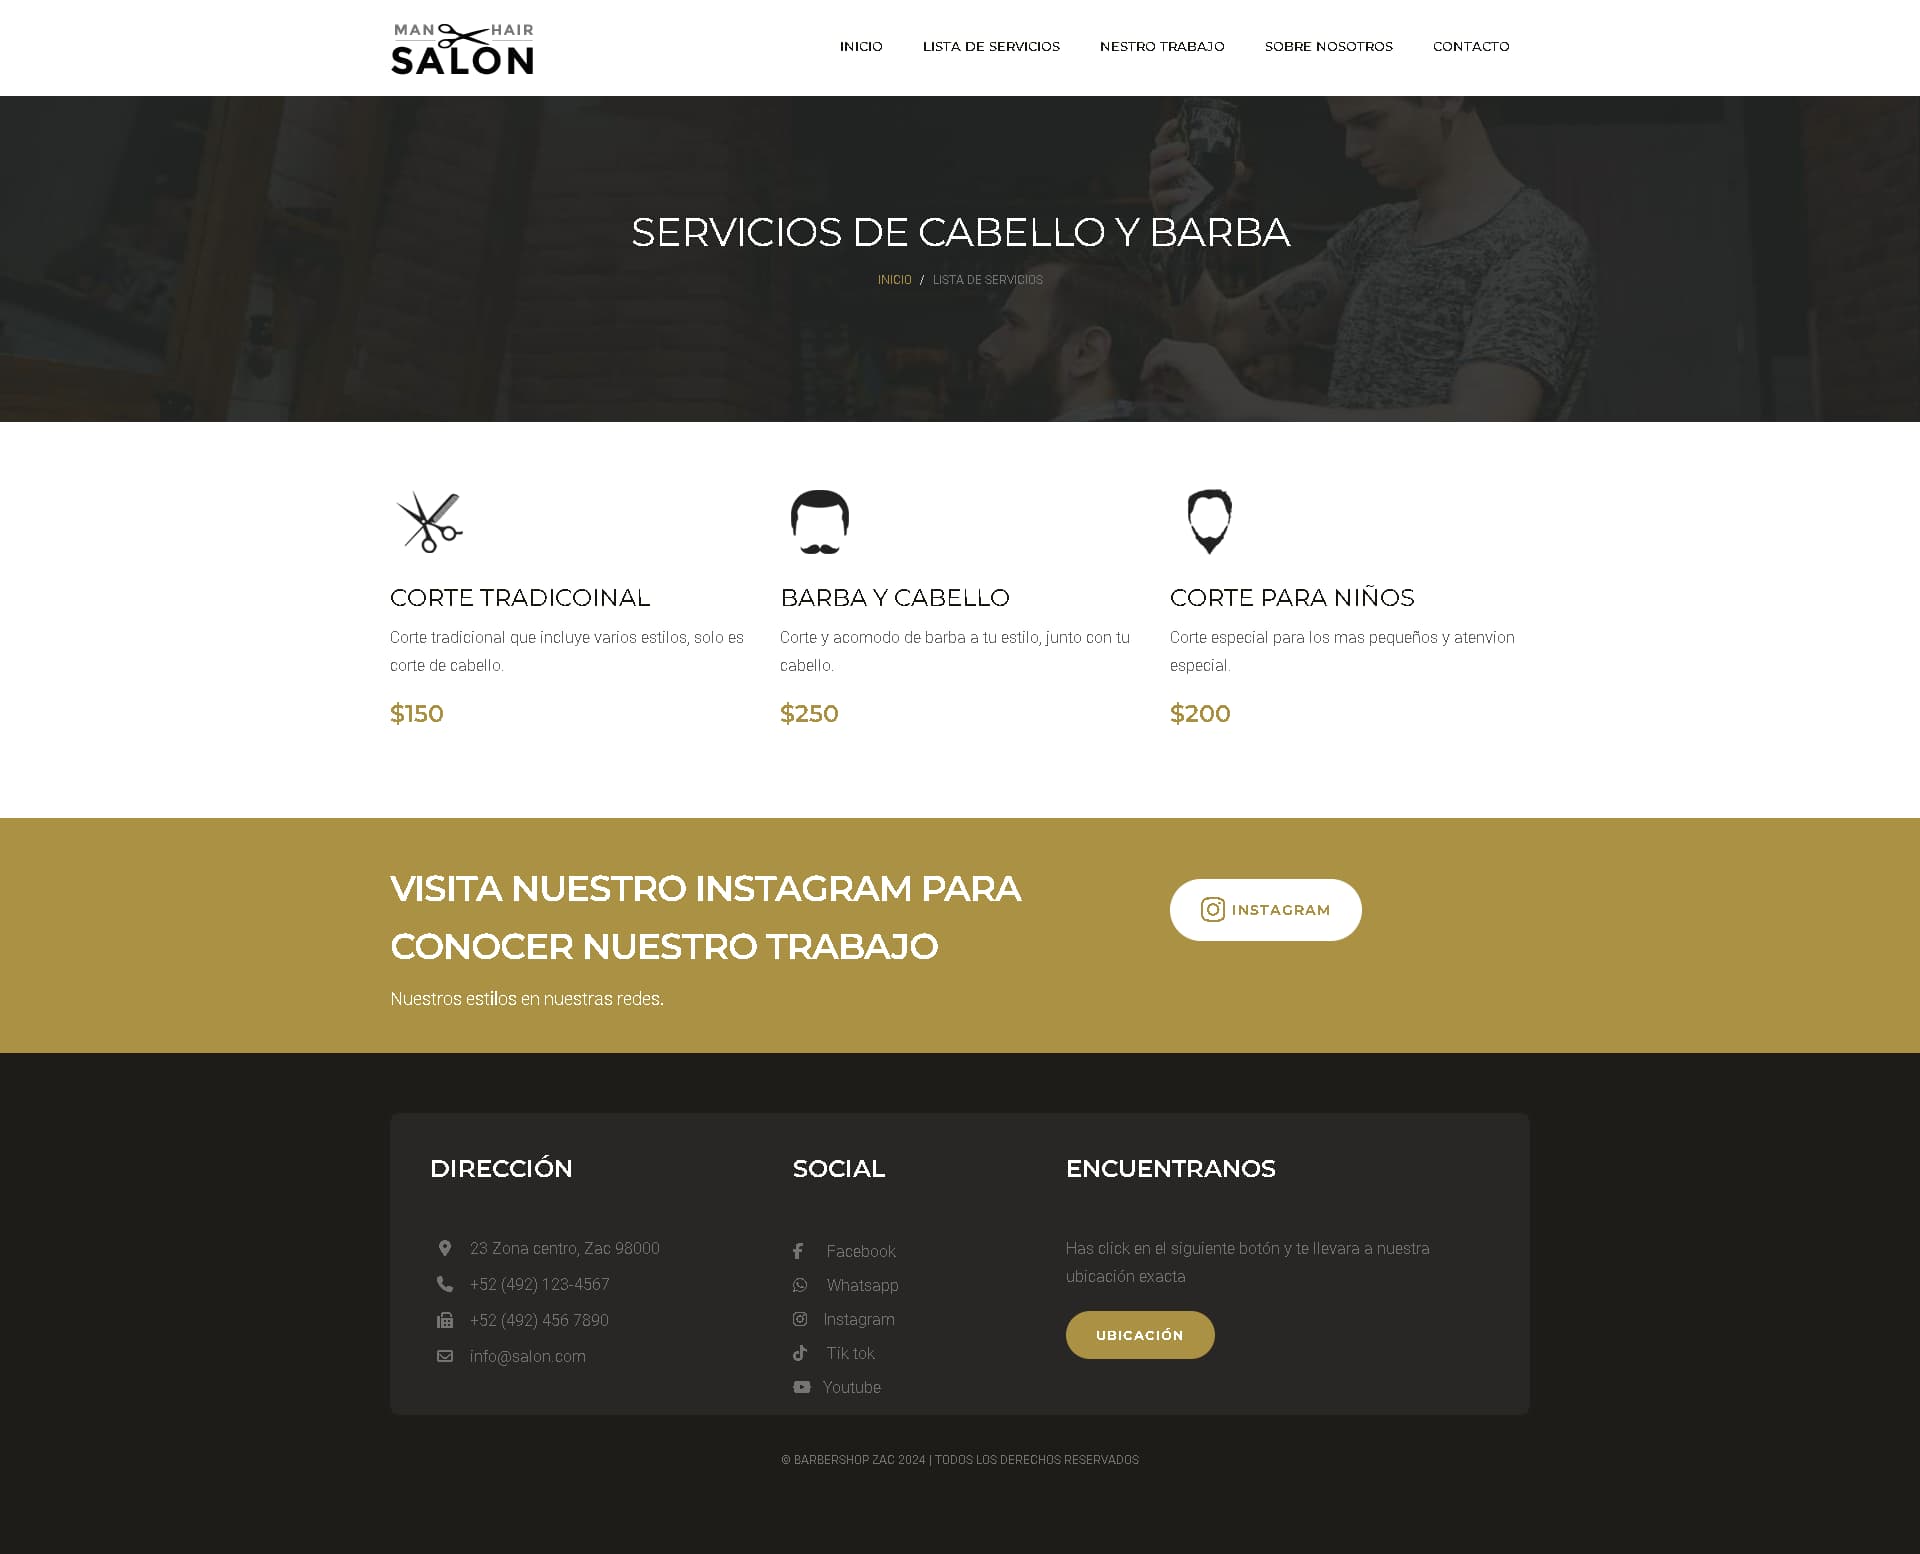 MAN HAIR
SALON
INICIO
LISTA DE SERVICIOS
NESTRO TRABAJO
SOBRE NOSOTROS
CONTACTO
SERVICIOS DE CABELLO Y BARBA
INICIO / LISTA DE SERVICIOS
CORTE TRADICOINAL
Corte tradicional que incluye varios estilos, solo es
corte de cabello.
$150
BARBA Y CABELLO
Corte y acomodo de barba a tu estilo, junto con tu
cabello.
$250
CORTE PARA NIÑOS
Corte especial para los mas pequeños y atenvion
especial.
$200
VISITA NUESTRO INSTAGRAM PARA
CONOCER NUESTRO TRABAJO
Nuestros estilos en nuestras redes.
INSTAGRAM
DIRECCIÓN
23 Zona centro, Zac 98000
+52 (492) 123-4567
+52 (492) 456 7890
info@salon.com
SOCIAL
Facebook
Whatsapp
Instagram
Tik tok
Youtube
ENCUENTRANOS
Has click en el siguiente botón y te llevara a nuestra
ubicación exacta
UBICACIÓN
© BARBERSHOP ZAC 2024 | TODOS LOS DERECHOS RESERVADOS